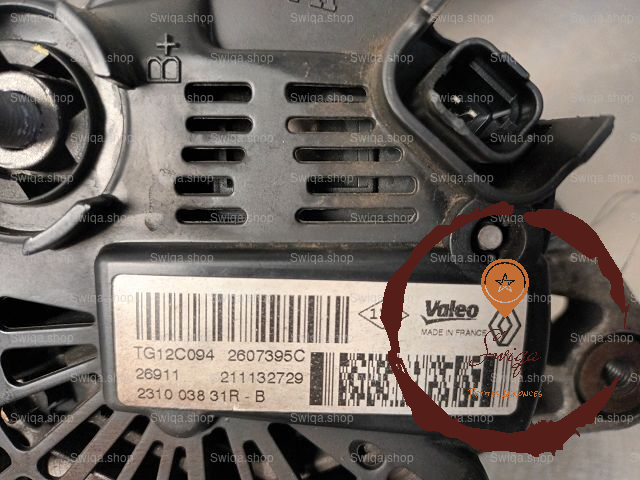 B+
Valeo
MADE IN FRANCE
TG12C094 2607395C
26911 211132729
2310 038 31R - B
Swiqa
Swiqa.shop